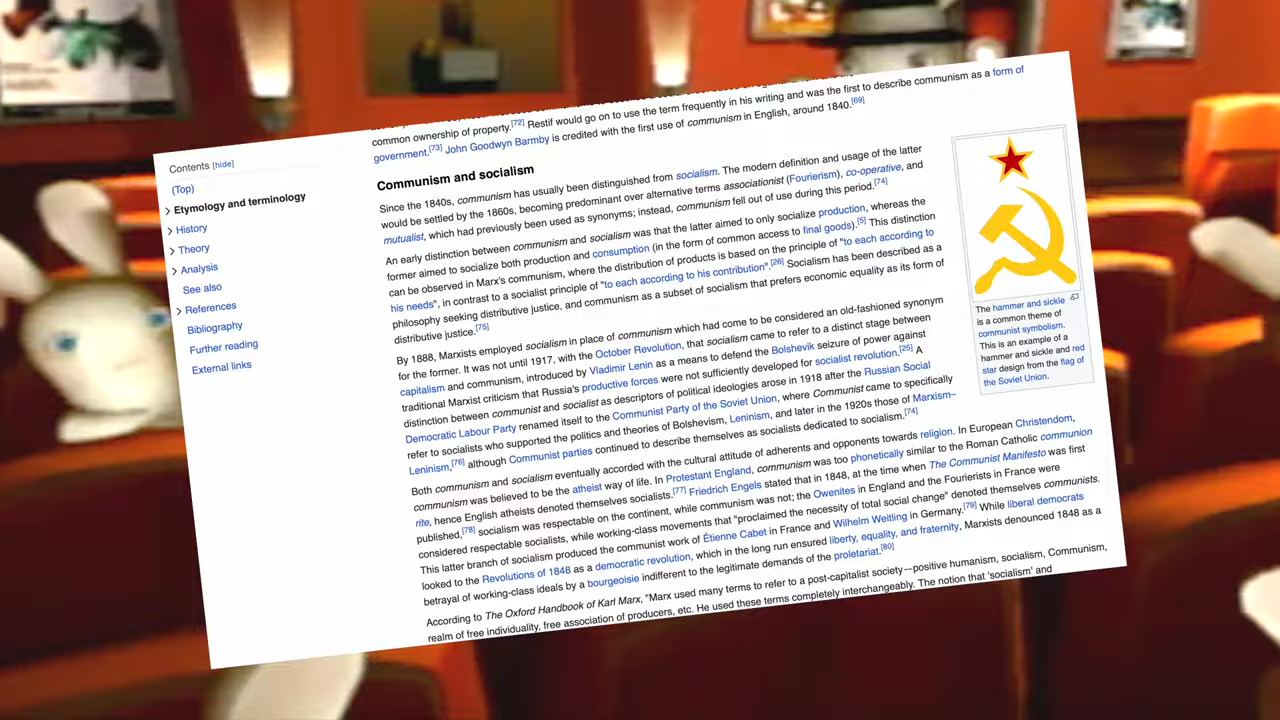 common ownership of property.[72] Restif would go on to use the term frequently in his writing and was the first to describe communism as a form of
government.[73] John Goodwyn Barmby is credited with the first use of communism in English, around 1840.[69]
Contents [hide]
(Top)
Etymology and terminology
History
Theory
Analysis
See also
References
Bibliography
Further reading
External links
Communism and socialism
Since the 1840s, communism has usually been distinguished from socialism. The modern definition and usage of the latter
would be settled by the 1860s, becoming predominant over alternative terms associationist (Fourierism), co-operative, and
mutualist, which had previously been used as synonyms; instead, communism fell out of use during this period.[74]
An early distinction between communism and socialism was that the latter aimed to only socialize production, whereas the
former aimed to socialize both production and consumption (in the form of common access to final goods).[5] This distinction
can be observed in Marx's communism, where the distribution of products is based on the principle of "to each according to
his needs", in contrast to a socialist principle of "to each according to his contribution".[26] Socialism has been described as a
philosophy seeking distributive justice, and communism as a subset of socialism that prefers economic equality as its form of
distributive justice.[75]
By 1888, Marxists employed socialism in place of communism which had come to be considered an old-fashioned synonym
for the former. It was not until 1917, with the October Revolution, that socialism came to refer to a distinct stage between
capitalism and communism, introduced by Vladimir Lenin as a means to defend the Bolshevik seizure of power against
traditional Marxist criticism that Russia's productive forces were not sufficiently developed for socialist revolution.[25] A
distinction between communist and socialist as descriptors of political ideologies arose in 1918 after the Russian Social
Democratic Labour Party renamed itself to the Communist Party of the Soviet Union, where Communist came to specifically
refer to socialists who supported the politics and theories of Bolshevism, Leninism, and later in the 1920s those of Marxism–
Leninism,[76] although Communist parties continued to describe themselves as socialists dedicated to socialism.[74]
Both communism and socialism eventually accorded with the cultural attitude of adherents and opponents towards religion. In European Christendom,
communism was believed to be the atheist way of life. In Protestant England, communism was too phonetically similar to the Roman Catholic communion
rite, hence English atheists denoted themselves socialists.[77] Friedrich Engels stated that in 1848, at the time when The Communist Manifesto was first
published,[78] socialism was respectable on the continent, while communism was not; the Owenites in England and the Fourierists in France were
considered respectable socialists, while working-class movements that "proclaimed the necessity of total social change" denoted themselves communists.
This latter branch of socialism produced the communist work of Étienne Cabet in France and Wilhelm Weitling in Germany.[79] While liberal democrats
looked to the Revolutions of 1848 as a democratic revolution, which in the long run ensured liberty, equality, and fraternity, Marxists denounced 1848 as a
betrayal of working-class ideals by a bourgeoisie indifferent to the legitimate demands of the proletariat.[80]
According to The Oxford Handbook of Karl Marx, "Marx used many terms to refer to a post-capitalist society—positive humanism, socialism, Communism,
realm of free individuality, free association of producers, etc. He used these terms completely interchangeably. The notion that 'socialism' and
The hammer and sickle
is a common theme of
communist symbolism.
This is an example of a
hammer and sickle and red
star design from the flag of
the Soviet Union.